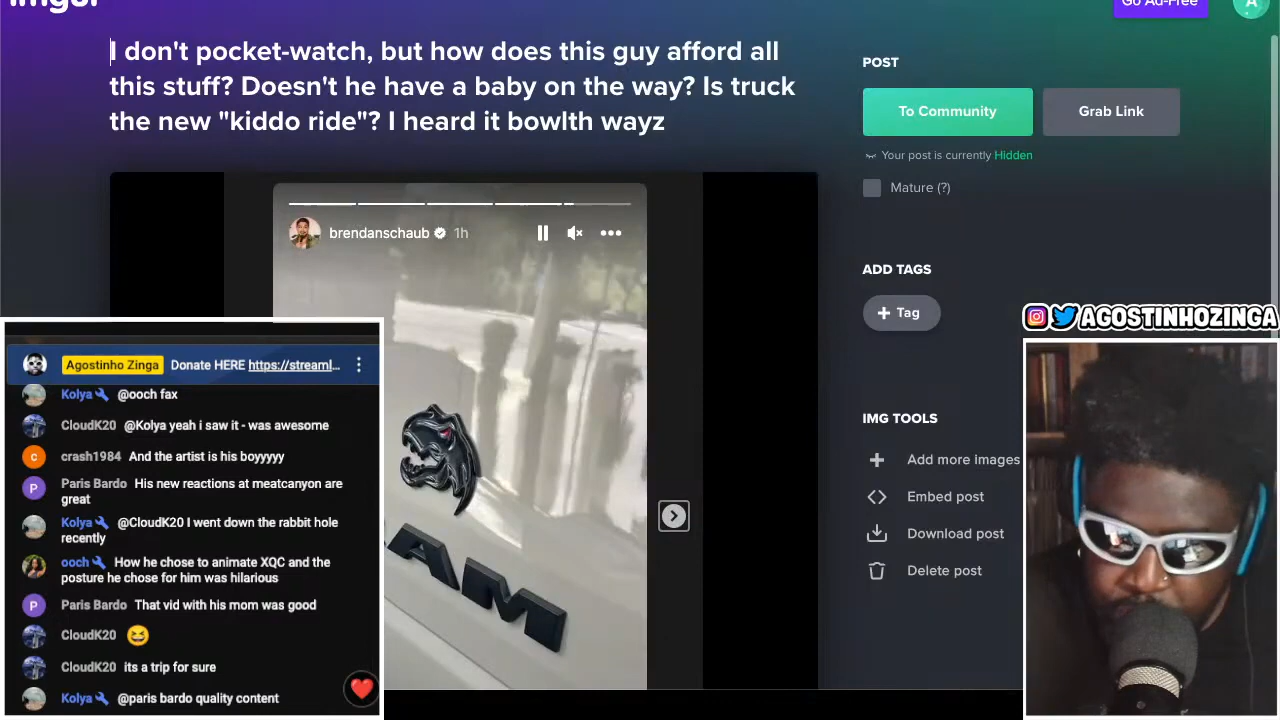 imgur
Go Ad-Free
A
I don't pocket-watch, but how does this guy afford all
this stuff? Doesn't he have a baby on the way? Is truck
the new "kiddo ride"? I heard it bowlth wayz
POST
To Community
Grab Link
Your post is currently Hidden
Mature (?)
ADD TAGS
+ Tag
IMG TOOLS
Add more images
Embed post
Download post
Delete post
brendanschaub 1h
AM
AGOSTINHOZINGA
Agostinho Zinga Donate HERE https://streaml...
Kolya @ooch fax
CloudK20 @Kolya yeah i saw it - was awesome
c crash1984 And the artist is his boyyyyy
P Paris Bardo His new reactions at meatcanyon are
great
Kolya @CloudK20 I went down the rabbit hole
recently
ooch How he chose to animate XQC and the
posture he chose for him was hilarious
P Paris Bardo That vid with his mom was good
CloudK20 😆
CloudK20 its a trip for sure
Kolya @paris bardo quality content